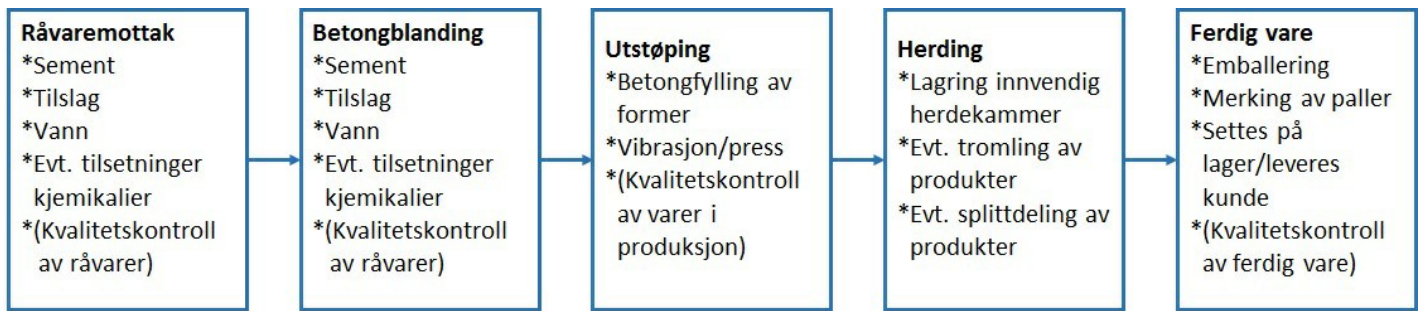 Råvaremottak
*Sement
*Tilslag
*Vann
*Evt. tilsetninger
kjemikalier
*(Kvalitetskontroll
av råvarer)
Betongblanding
*Sement
*Tilslag
*Vann
*Evt. tilsetninger
kjemikalier
*(Kvalitetskontroll
av råvarer)
Utstøping
*Betongfylling av
former
*Vibrasjon/press
*(Kvalitetskontroll
av varer i
produksjon)
Herding
*Lagring innvendig
herdekammer
*Evt. tromling av
produkter
*Evt. splittdeling av
produkter
Ferdig vare
*Emballering
*Merking av paller
*Settes på
lager/leveres
kunde
*(Kvalitetskontroll
av ferdig vare)